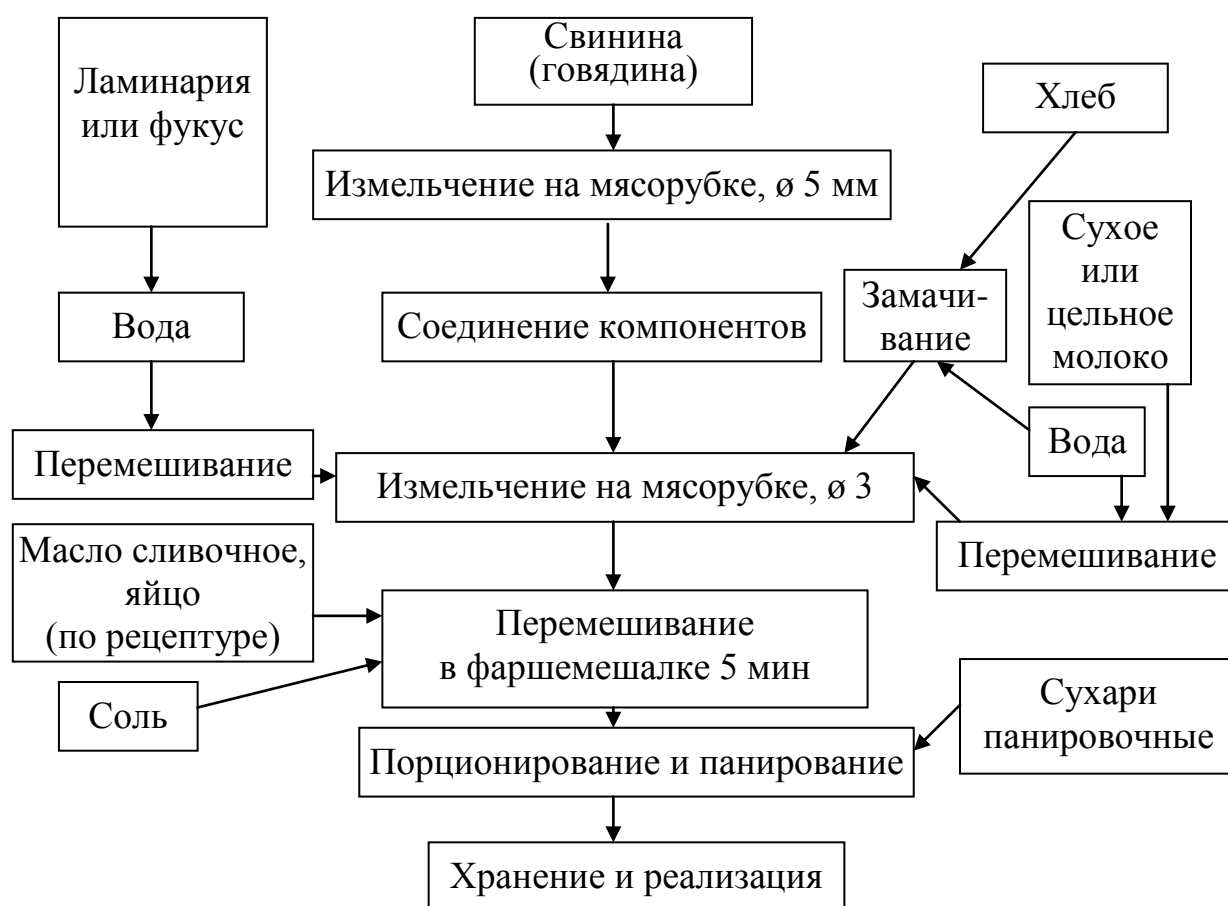 Ламинария
или фукус
Свинина
(говядина)
Хлеб
Измельчение на мясорубке, ø 5 мм
Сухое
или
цельное
молоко
Вода
Соединение компонентов
Замачи-
вание
Вода
Перемешивание
Измельчение на мясорубке, ø 3
Перемешивание
Масло сливочное,
яйцо
(по рецептуре)
Перемешивание
в фаршемешалке 5 мин
Соль
Сухари
панировочные
Порционирование и панирование
Хранение и реализация